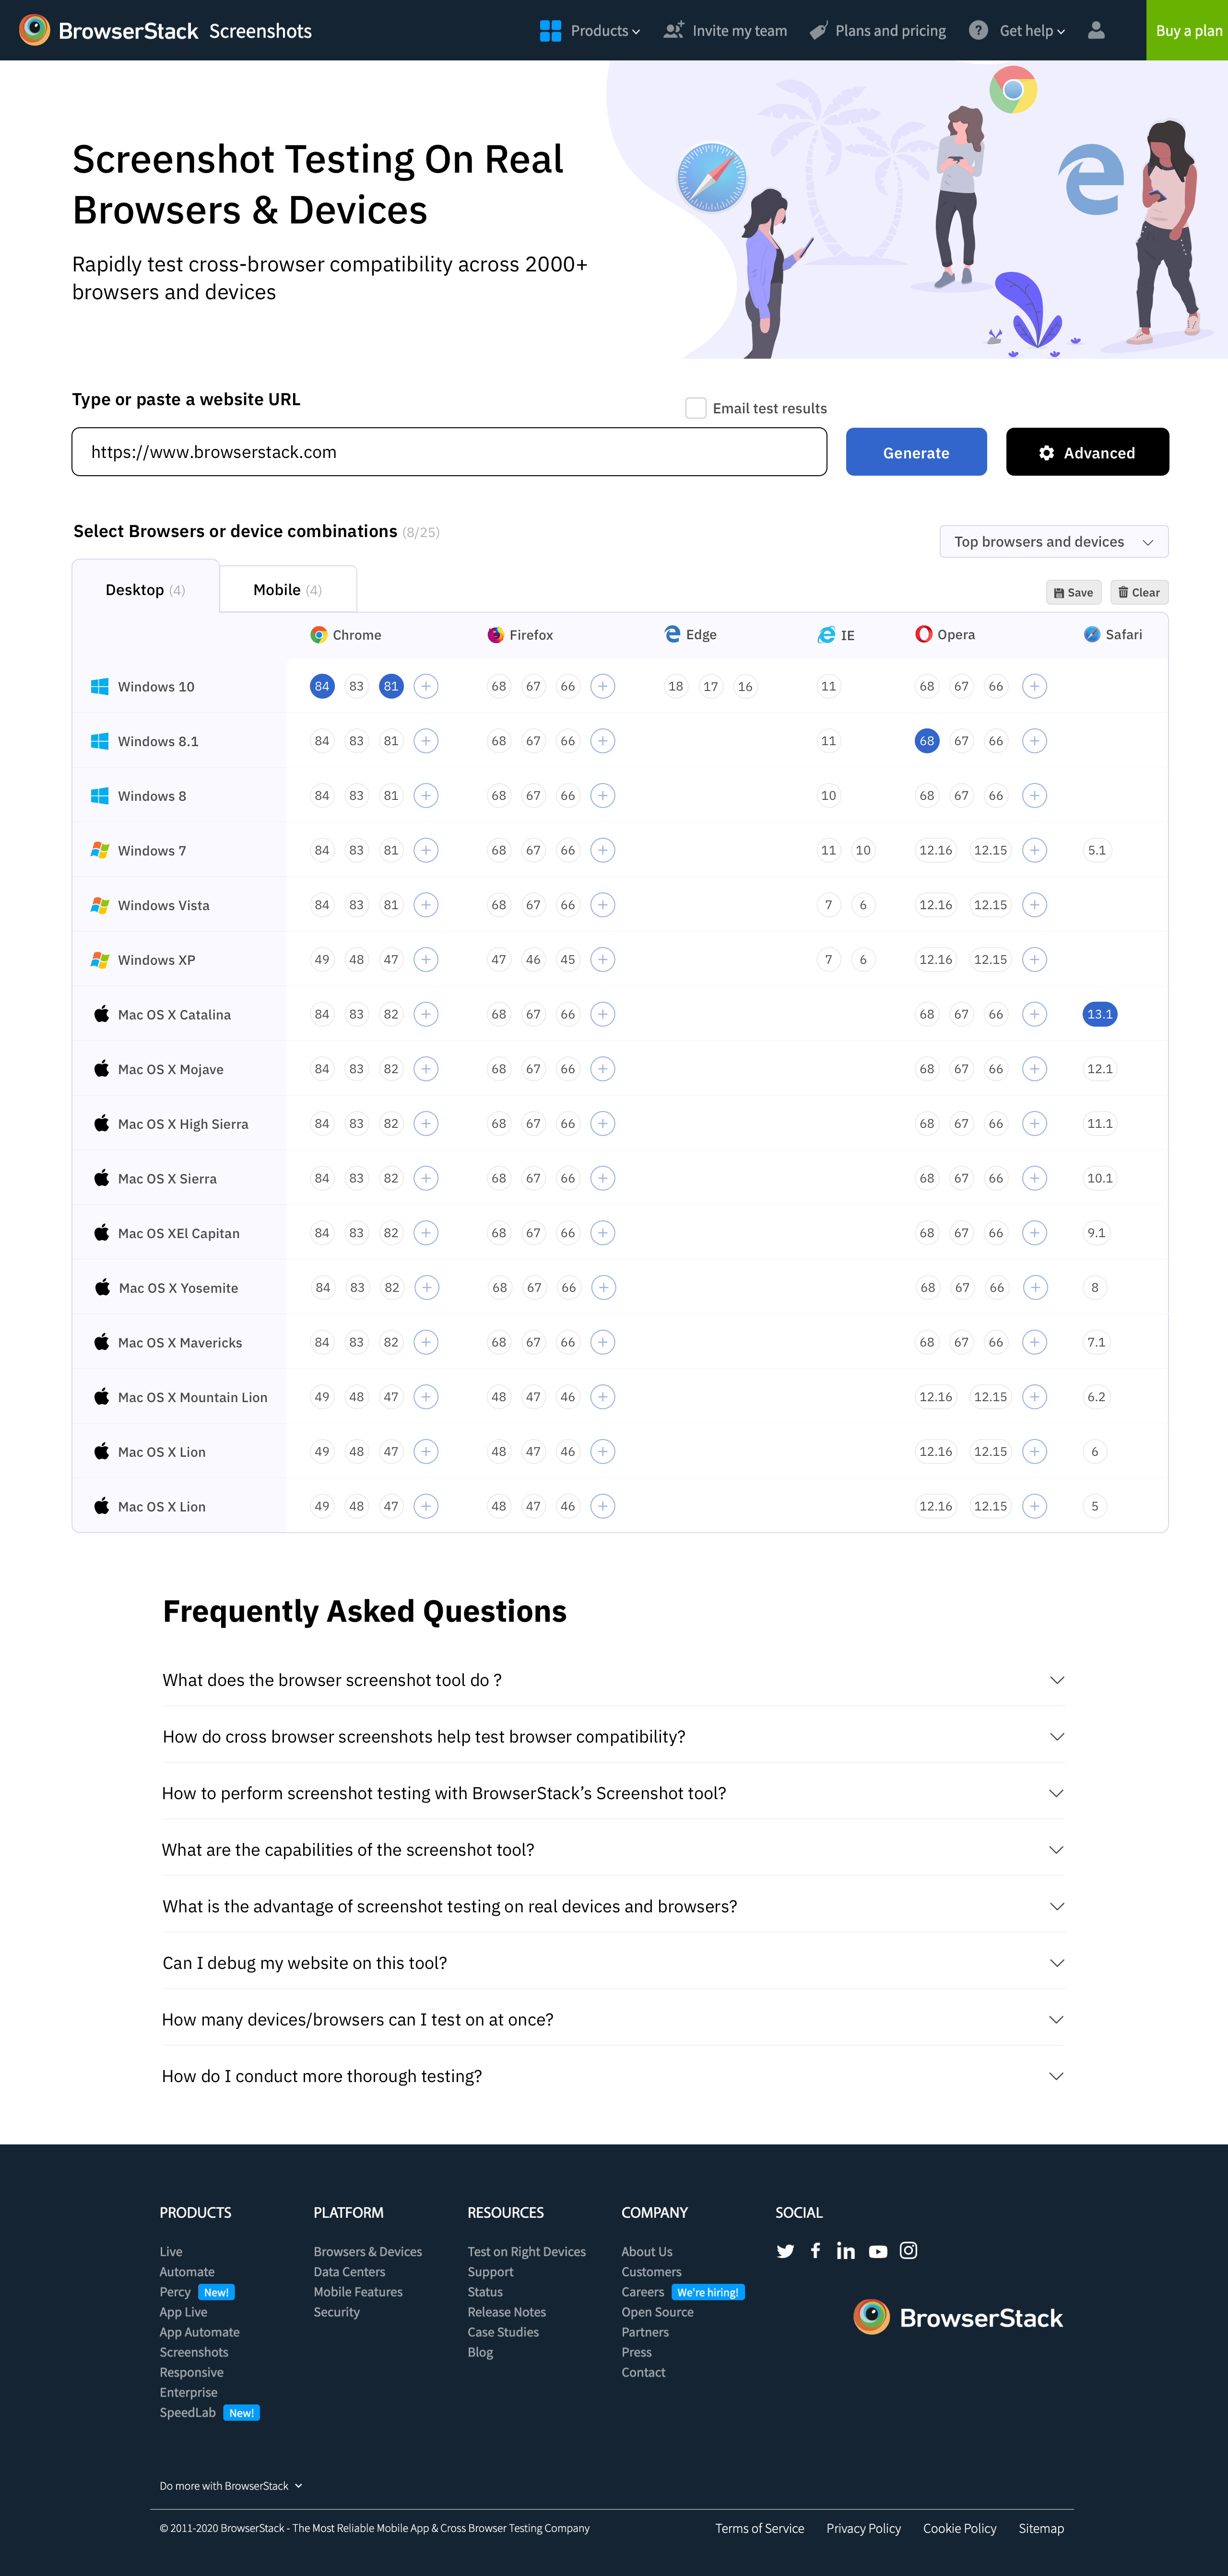 BrowserStack Screenshots
Products
Invite my team
Plans and pricing
Get help
Buy a plan
Screenshot Testing On Real
Browsers & Devices
Rapidly test cross-browser compatibility across 2000+
browsers and devices
Type or paste a website URL
Email test results
https://www.browserstack.com
Generate
Advanced
Select Browsers or device combinations (8/25)
Top browsers and devices
Desktop (4)
Mobile (4)
Save
Clear
Chrome Firefox Edge IE Opera Safari
Windows 10 84 83 81 + 68 67 66 + 18 17 16 11 68 67 66 +
Windows 8.1 84 83 81 + 68 67 66 + 11 68 67 66 +
Windows 8 84 83 81 + 68 67 66 + 10 68 67 66 +
Windows 7 84 83 81 + 68 67 66 + 11 10 12.16 12.15 + 5.1
Windows Vista 84 83 81 + 68 67 66 + 7 6 12.16 12.15 +
Windows XP 49 48 47 + 47 46 45 + 7 6 12.16 12.15 +
Mac OS X Catalina 84 83 82 + 68 67 66 + 68 67 66 + 13.1
Mac OS X Mojave 84 83 82 + 68 67 66 + 68 67 66 + 12.1
Mac OS X High Sierra 84 83 82 + 68 67 66 + 68 67 66 + 11.1
Mac OS X Sierra 84 83 82 + 68 67 66 + 68 67 66 + 10.1
Mac OS XEl Capitan 84 83 82 + 68 67 66 + 68 67 66 + 9.1
Mac OS X Yosemite 84 83 82 + 68 67 66 + 68 67 66 + 8
Mac OS X Mavericks 84 83 82 + 68 67 66 + 68 67 66 + 7.1
Mac OS X Mountain Lion 49 48 47 + 48 47 46 + 12.16 12.15 + 6.2
Mac OS X Lion 49 48 47 + 48 47 46 + 12.16 12.15 + 6
Mac OS X Lion 49 48 47 + 48 47 46 + 12.16 12.15 + 5
Frequently Asked Questions
What does the browser screenshot tool do ?
How do cross browser screenshots help test browser compatibility?
How to perform screenshot testing with BrowserStack’s Screenshot tool?
What are the capabilities of the screenshot tool?
What is the advantage of screenshot testing on real devices and browsers?
Can I debug my website on this tool?
How many devices/browsers can I test on at once?
How do I conduct more thorough testing?
PRODUCTS
Live
Automate
Percy New!
App Live
App Automate
Screenshots
Responsive
Enterprise
SpeedLab New!
PLATFORM
Browsers & Devices
Data Centers
Mobile Features
Security
RESOURCES
Test on Right Devices
Support
Status
Release Notes
Case Studies
Blog
COMPANY
About Us
Customers
Careers We're hiring!
Open Source
Partners
Press
Contact
SOCIAL
BrowserStack
Do more with BrowserStack
© 2011-2020 BrowserStack - The Most Reliable Mobile App & Cross Browser Testing Company
Terms of Service
Privacy Policy
Cookie Policy
Sitemap